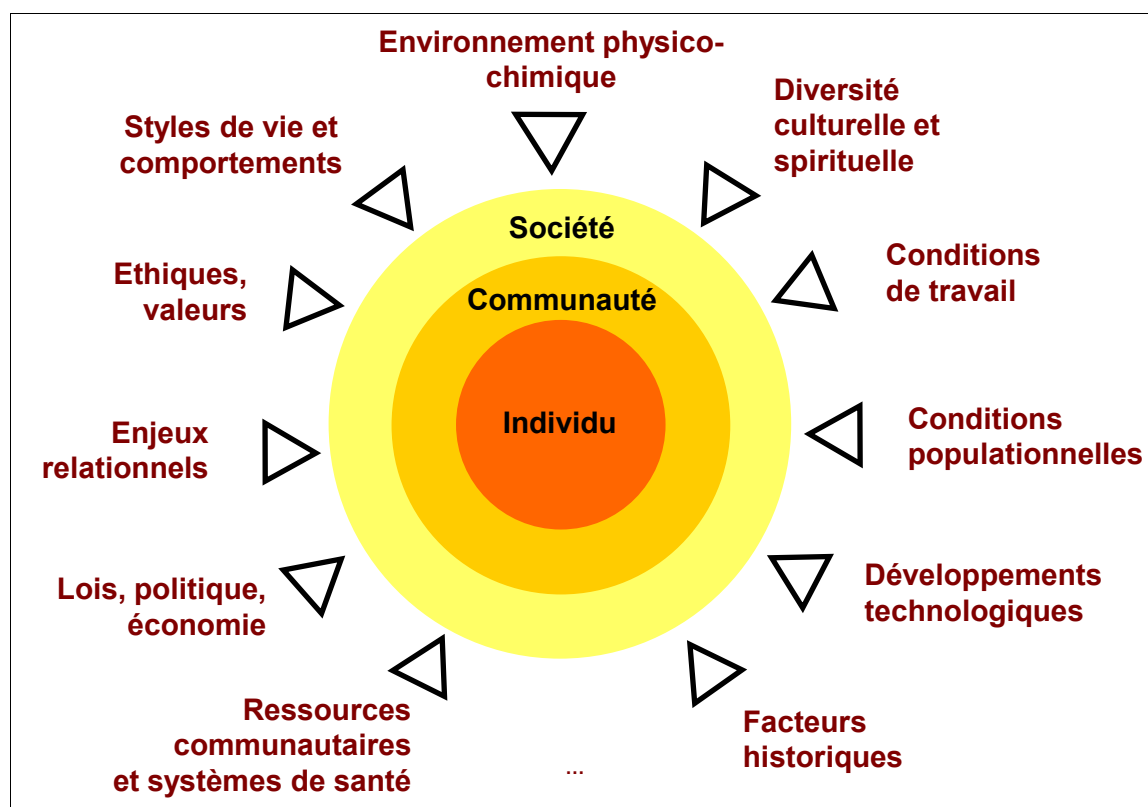 Environnement physico-
chimique
Diversité
culturelle et
spirituelle
Styles de vie et
comportements
Société
Conditions
de travail
Ethiques,
valeurs
Communauté
Individu
Conditions
populationnelles
Enjeux
relationnels
Développements
technologiques
Lois, politique,
économie
Ressources
communautaires
et systèmes de santé
Facteurs
historiques
...